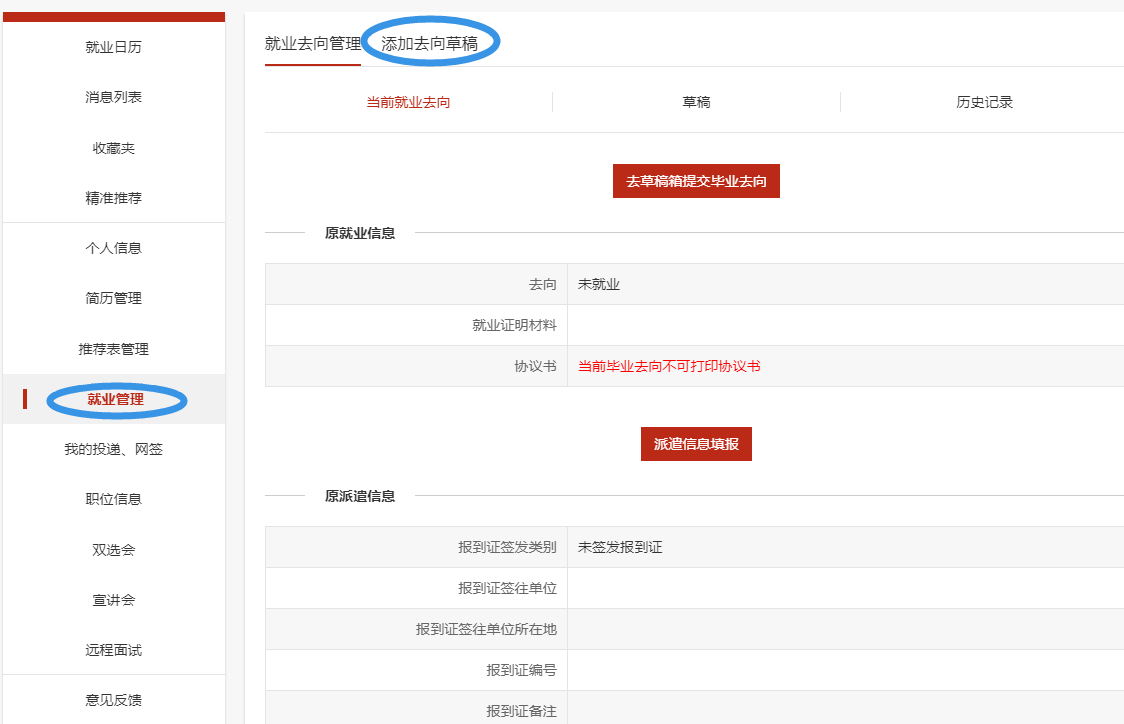 就业日历
消息列表
收藏夹
精准推荐
个人信息
简历管理
推荐表管理
就业管理
我的投递、网签
职位信息
双选会
宣讲会
远程面试
意见反馈
就业去向管理 添加去向草稿
当前就业去向 草稿 历史记录
去草稿箱提交毕业去向
原就业信息
去向 未就业
就业证明材料
协议书 当前毕业去向不可打印协议书
派遣信息填报
原派遣信息
报到证签发类别 未签发报到证
报到证签往单位
报到证签往单位所在地
报到证编号
报到证备注